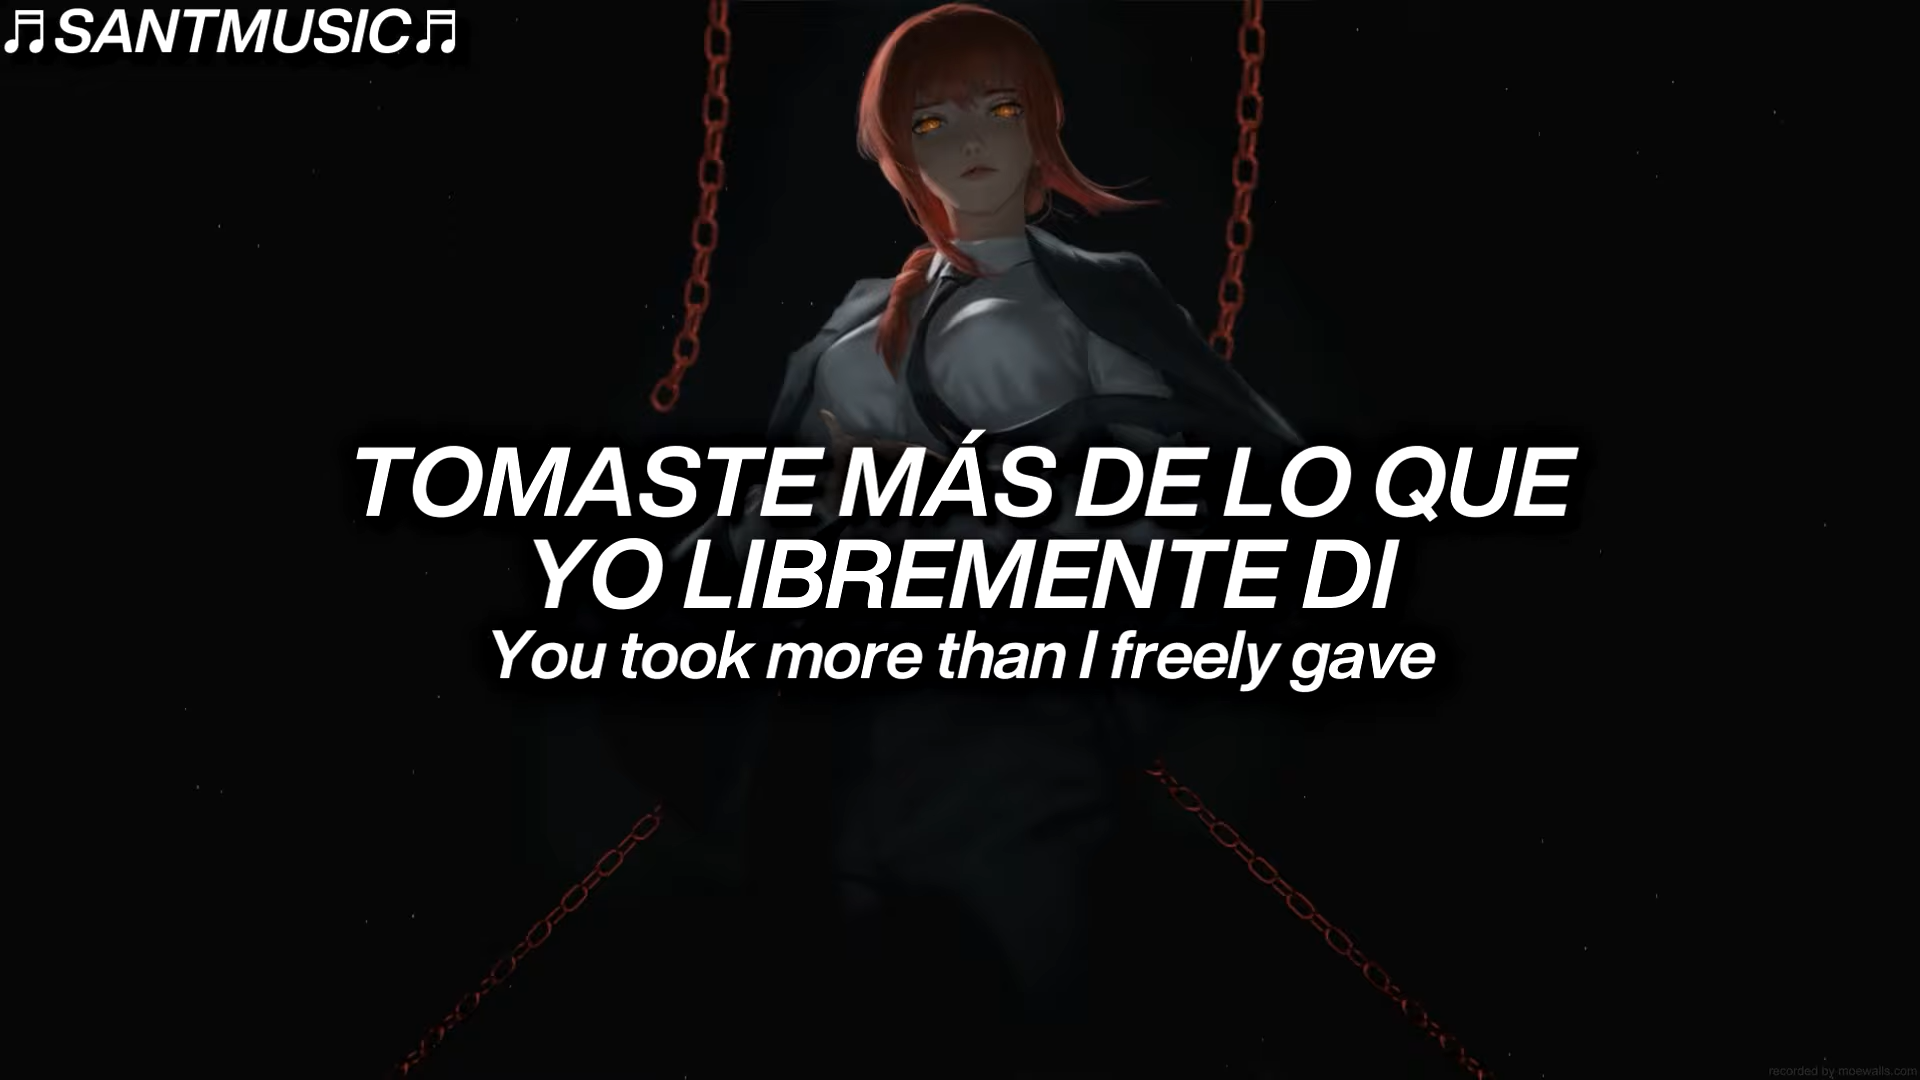 ♬SANTMUSIC♬
TOMASTE MÁS DE LO QUE
YO LIBREMENTE DI
You took more than I freely gave
recorded by moewalls.com